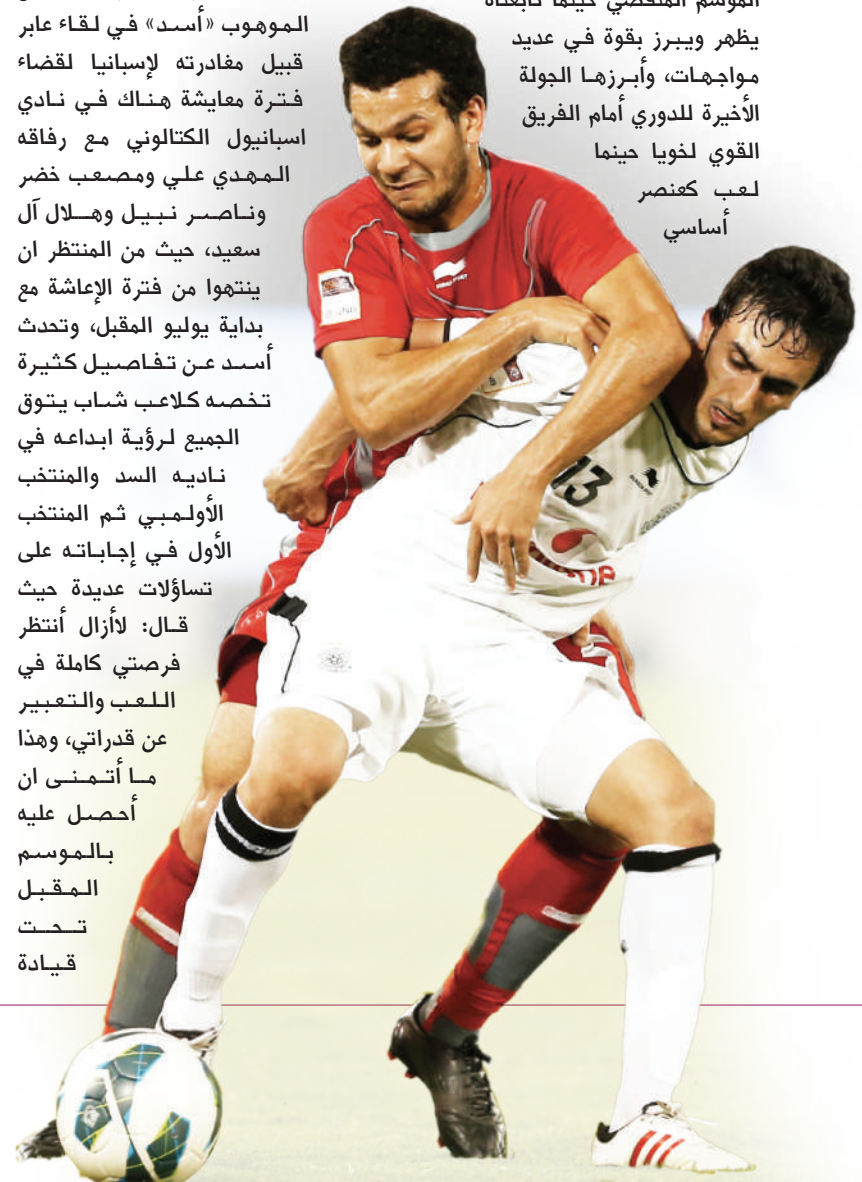 الموسم المنقضي حينما تابعناه
يظهر ويبرز بقوة في عديد
مواجهات، وأبرزها الجولة
الأخيرة للدوري أمام الفريق
القوي لخويا حينما
لعب كعنصر
أساسي
الموهوب «أسد» في لقاء عابر
قبيل مغادرته لإسبانيا لقضاء
فترة معايشة هناك في نادي
اسبانيول الكتالوني مع رفاقه
المهدي علي ومصعب خضر
وناصر نبيل وهلال آل
سعيد، حيث من المنتظر ان
ينتهوا من فترة الإعاشة مع
بداية يوليو المقبل، وتحدث
أسد عن تفاصيل كثيرة
تخصه كلاعب شاب يتوق
الجميع لرؤية ابداعه في
ناديه السد والمنتخب
الأولمبي ثم المنتخب
الأول في إجاباته على
تساؤلات عديدة حيث
قال: لأأزال أنتظر
فرصتي كاملة في
اللعب والتعبير
عن قدراتي، وهذا
ما أتمنى ان
أحصل عليه
بالموسم
المقبل
تحت
قيادة
13